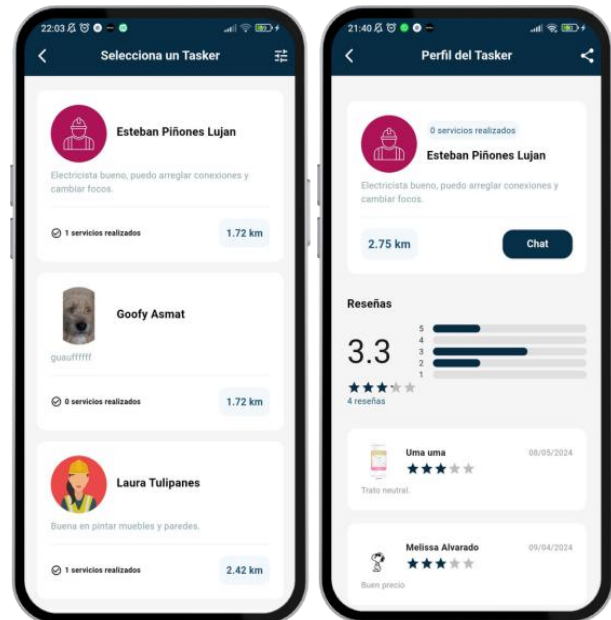 22:03
Selecciona un Tasker
Esteban Piñones Lujan
Electricista bueno, puedo arreglar conexiones y
cambiar focos.
1 servicios realizados
1.72 km
Goofy Asmat
guauffffff
0 servicios realizados
1.72 km
Laura Tulipanes
Buena en pintar muebles y paredes.
1 servicios realizados
2.42 km
21:40
Perfil del Tasker
0 servicios realizados
Esteban Piñones Lujan
Electricista bueno, puedo arreglar conexiones y
cambiar focos.
2.75 km
Chat
Reseñas
3.3
5
4
3
2
1
4 reseñas
Uma uma
08/05/2024
Trato neutral.
Melissa Alvarado
09/04/2024
Buen precio